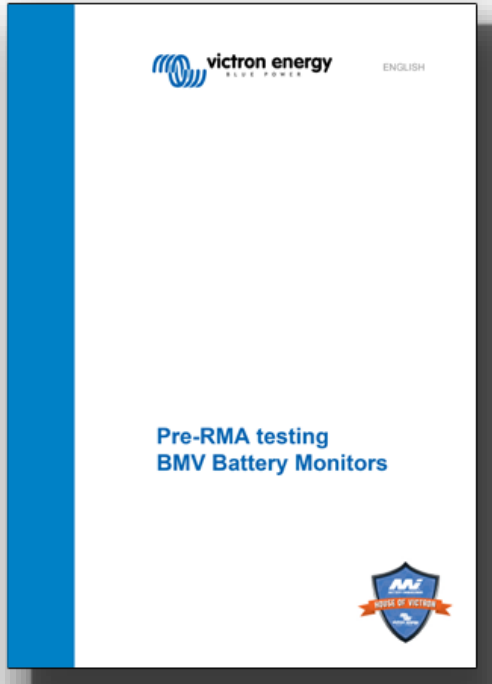 victron energy
BLUE POWER
ENGLISH
Pre-RMA testing
BMV Battery Monitors
HOUSE OF VICTRON